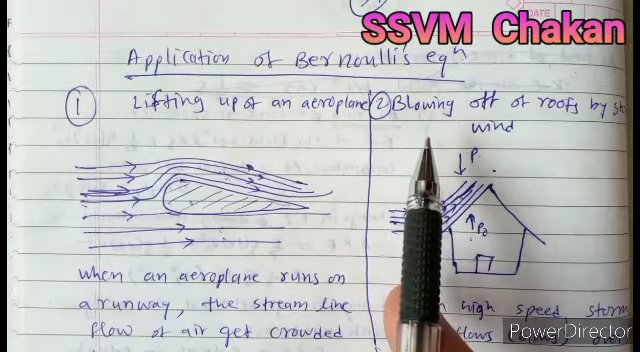 SSVM Chakan
DATE
Application of Bernoulli's eqn
① Lifting up of an aeroplane
② Blowing off of roofs by
wind
P
P0
When an aeroplane runs on
a runway, the stream line
flow of air get crowded
high speed storm
PowerDirector